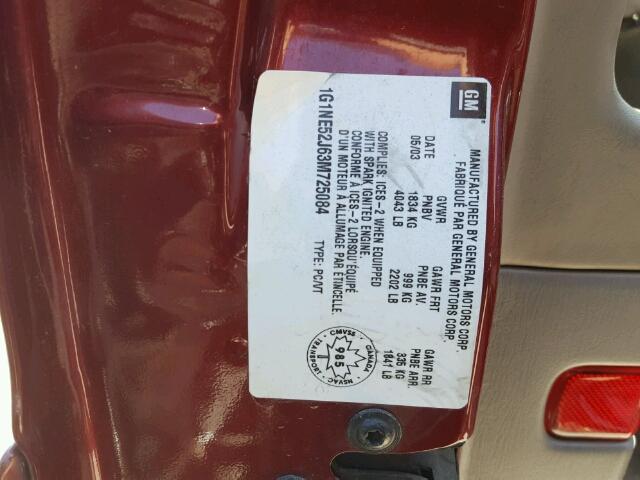 GM
MANUFACTURED BY GENERAL MOTORS CORP.
FABRIQUÉ PAR GENERAL MOTORS CORP.
DATE GVWR GAWR FRT GAWR RR
PNBV PNBE AV. PNBE ARR.
05/03 1834 KG 999 KG 835 KG
4043 LB 2202 LB 1841 LB
COMPLIES: ICES-2 WHEN EQUIPPED
WITH SPARK IGNITED ENGINE.
CONFORME À ICES-2 LORSQU'ÉQUIPÉ
D'UN MOTEUR À ALLUMAGE PAR ÉTINCELLE.
1G1NE52J63M725084 TYPE: PC/VT
CMVSS
TRANSPORT
985
CANADA
NSVAC